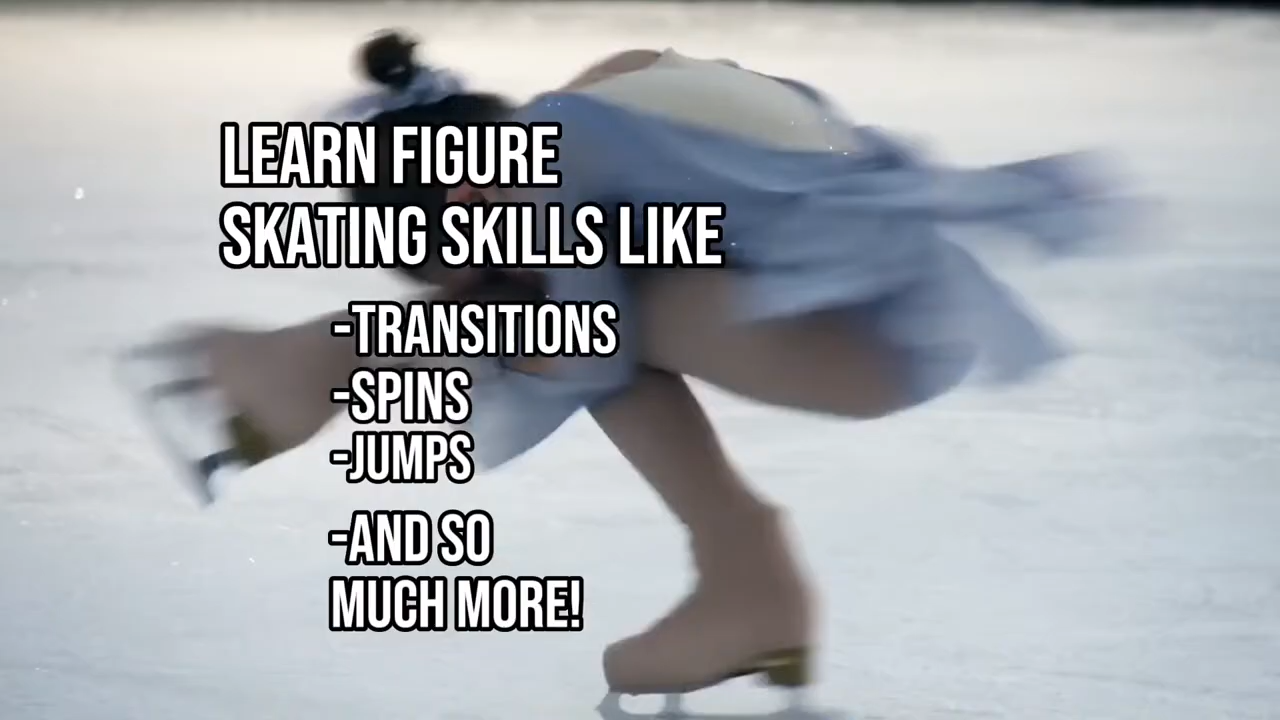 LEARN FIGURE
SKATING SKILLS LIKE
-TRANSITIONS
-SPINS
-JUMPS
-AND SO
MUCH MORE!